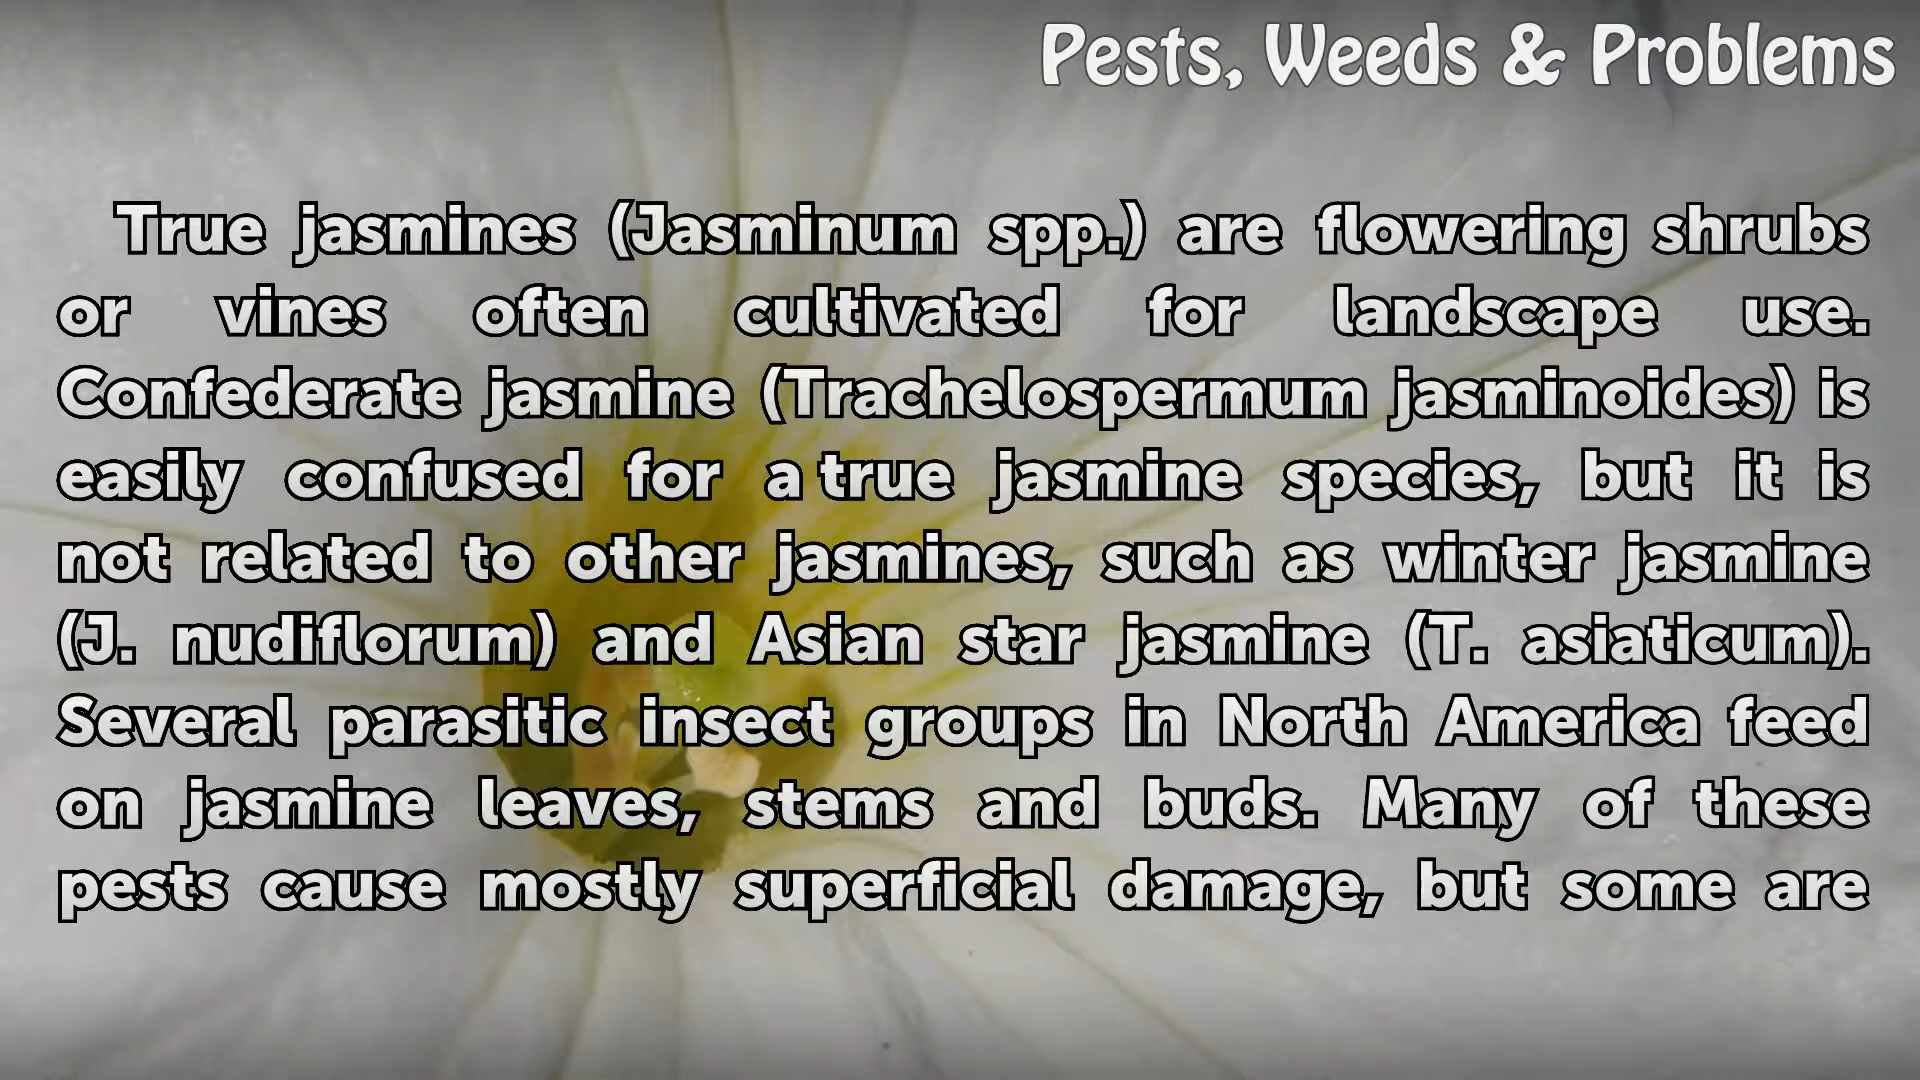 Pests, Weeds & Problems
True jasmines (Jasminum spp.) are flowering shrubs
or vines often cultivated for landscape use.
Confederate jasmine (Trachelospermum jasminoides) is
easily confused for a true jasmine species, but it is
not related to other jasmines, such as winter jasmine
(J. nudiflorum) and Asian star jasmine (T. asiaticum).
Several parasitic insect groups in North America feed
on jasmine leaves, stems and buds. Many of these
pests cause mostly superficial damage, but some are